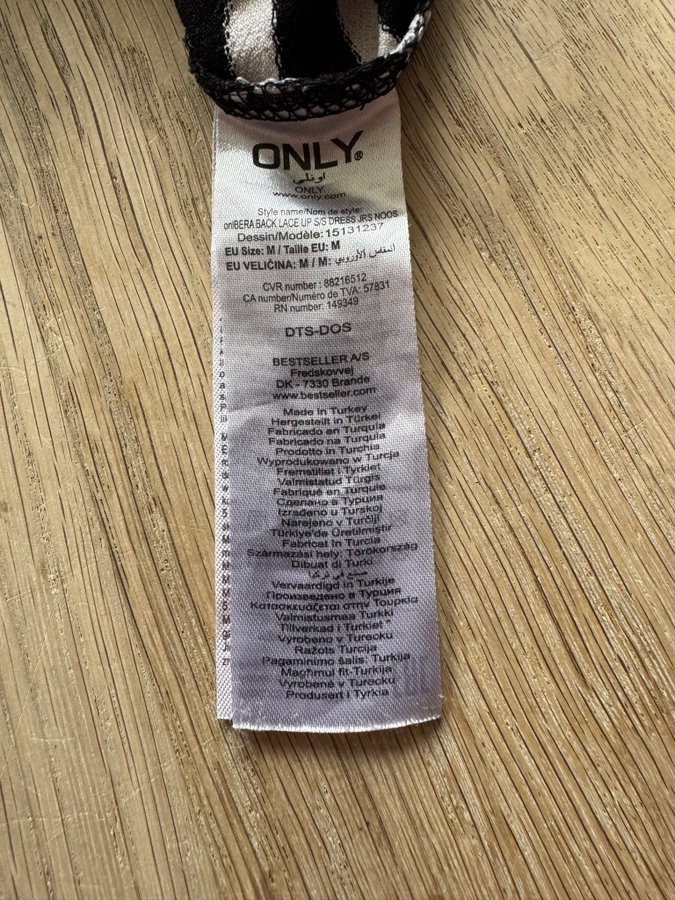 ONLY®
اونلي
ONLY
www.only.com
Style name/Nom de style:
onlBERA BACK LACE UP S/S DRESS JRS NOOS
Dessin/Modèle: 15131237
EU Size: M / Taille EU: M
EU VELIČINA: M / M: المقاس الأوروبي
CVR number: 88216512
CA number/Numéro de TVA: 57831
RN number: 149349
DTS-DOS
BESTSELLER A/S
Fredskovvej
DK - 7330 Brande
www.bestseller.com
Made in Turkey
Hergestellt in Türkei
Fabricado en Turquía
Fabricado na Turquia
Prodotto in Turchia
Wyprodukowano w Turcja
Fremstillet i Tyrkiet
Valmistatud Türgis
Fabriqué en Turquie
Сделано в Турция
Izrađeno u Turskoj
Narejeno v Turčiji
Türkiye'de Üretilmiştir
Fabricat in Turcia
Származási hely: Törökország
Dibuat di Turki
صنع في تركيا
Vervaardigd in Turkije
Произведено в Турция
Κατασκευάζεται στην Τουρκία
Valmistusmaa Turkki
Tillverkad i Turkiet "
Vyrobeno v Turecku
Ražots Turcija
Pagaminimo šalis: Turkija
Magħmul fit-Turkija
Vyrobené v Turecku
Produsert i Tyrkia